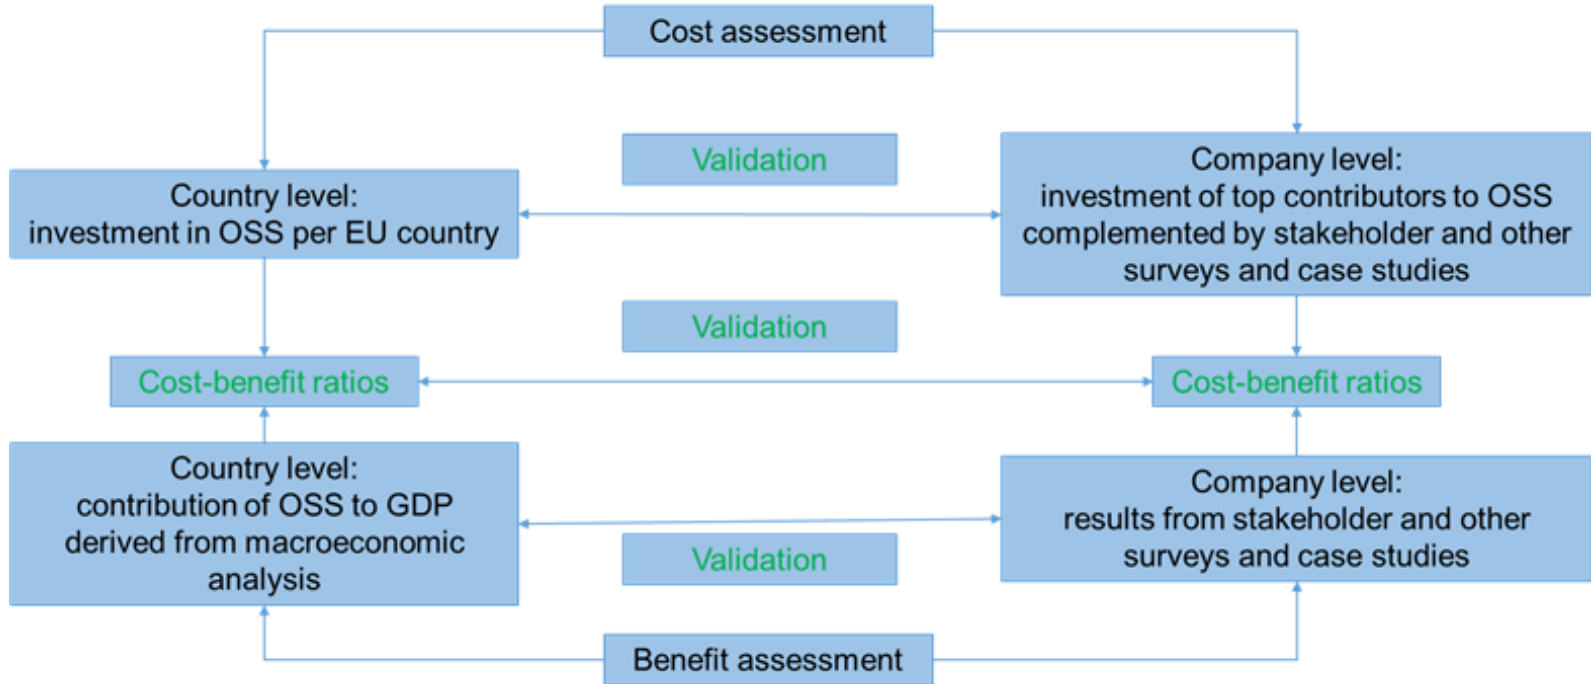 Cost assessment
Validation
Country level:
investment in OSS per EU country
Company level:
investment of top contributors to OSS
complemented by stakeholder and other
surveys and case studies
Validation
Cost-benefit ratios
Cost-benefit ratios
Country level:
contribution of OSS to GDP
derived from macroeconomic
analysis
Company level:
results from stakeholder and other
surveys and case studies
Validation
Benefit assessment